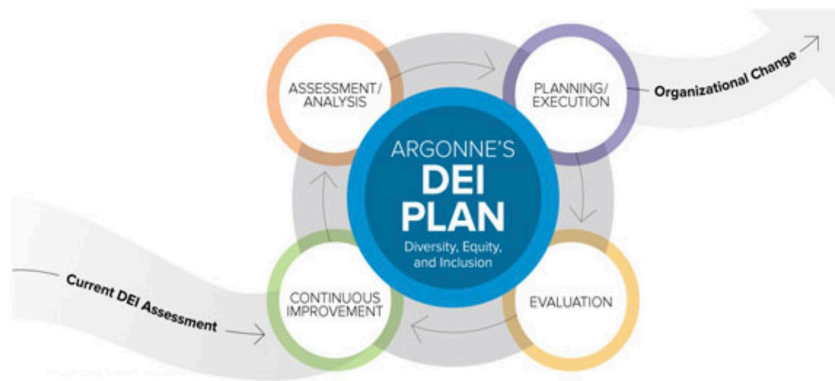 ASSESSMENT/
ANALYSIS
PLANNING/
EXECUTION
Organizational Change
ARGONNE'S
DEI
PLAN
Diversity, Equity,
and Inclusion
Current DEI Assessment
CONTINUOUS
IMPROVEMENT
EVALUATION